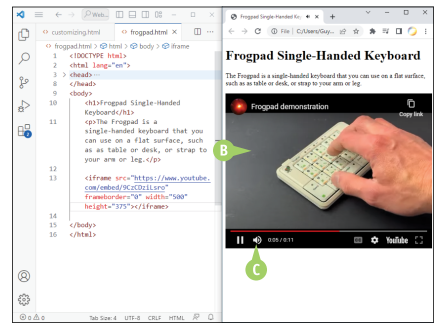 Web...
customizing.html
frogpad.html
frogpad.html > html > body > iframe
1 <!DOCTYPE html>
2 <html lang="en">
3 <head>
8 </head>
9 <body>
10 <h1>Frogpad Single-Handed
Keyboard</h1>
11 <p>The Frogpad is a
single-handed keyboard that you
can use on a flat surface, such
as as table or desk, or strap to
your arm or leg.</p>
12
13 <iframe src="https://www.youtube.
com/embed/9CzCDziLsro"
frameborder="0" width="500"
height="375"></iframe>
14
15 </body>
16 </html>
0 0 Tab Size: 4 UTF-8 CRLF HTML
Frogpad Single-Handed Ke
File C:/Users/Guy...
Frogpad Single-Handed Keyboard
The Frogpad is a single-handed keyboard that you can use on a flat surface,
such as as table or desk, or strap to your arm or leg.
Frogpad demonstration
Copy link
B
0:05 / 0:11
YouTube
C